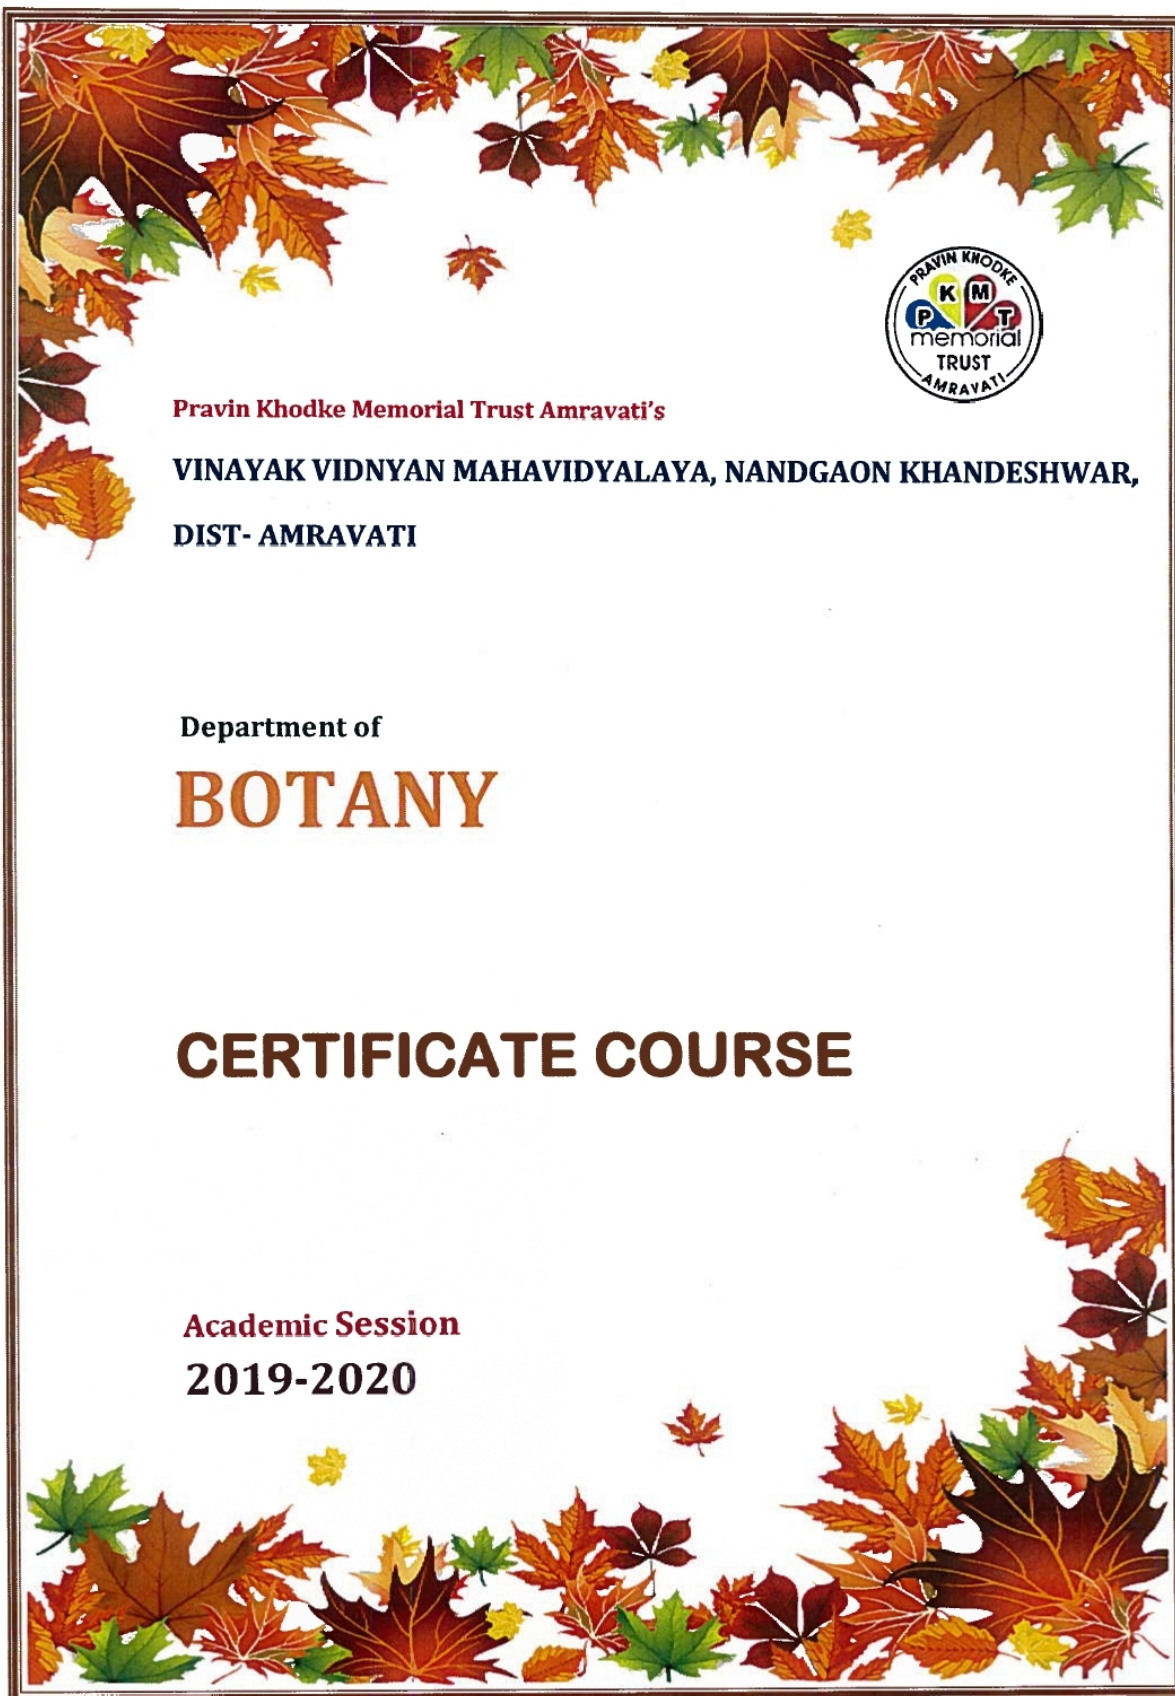 PRAVIN KHODKE
K M
P T
memorial
TRUST
AMRAVATI
Pravin Khodke Memorial Trust Amravati's
VINAYAK VIDNYAN MAHAVIDYALAYA, NANDGAON KHANDESHWAR,
DIST- AMRAVATI
Department of
BOTANY
CERTIFICATE COURSE
Academic Session
2019-2020